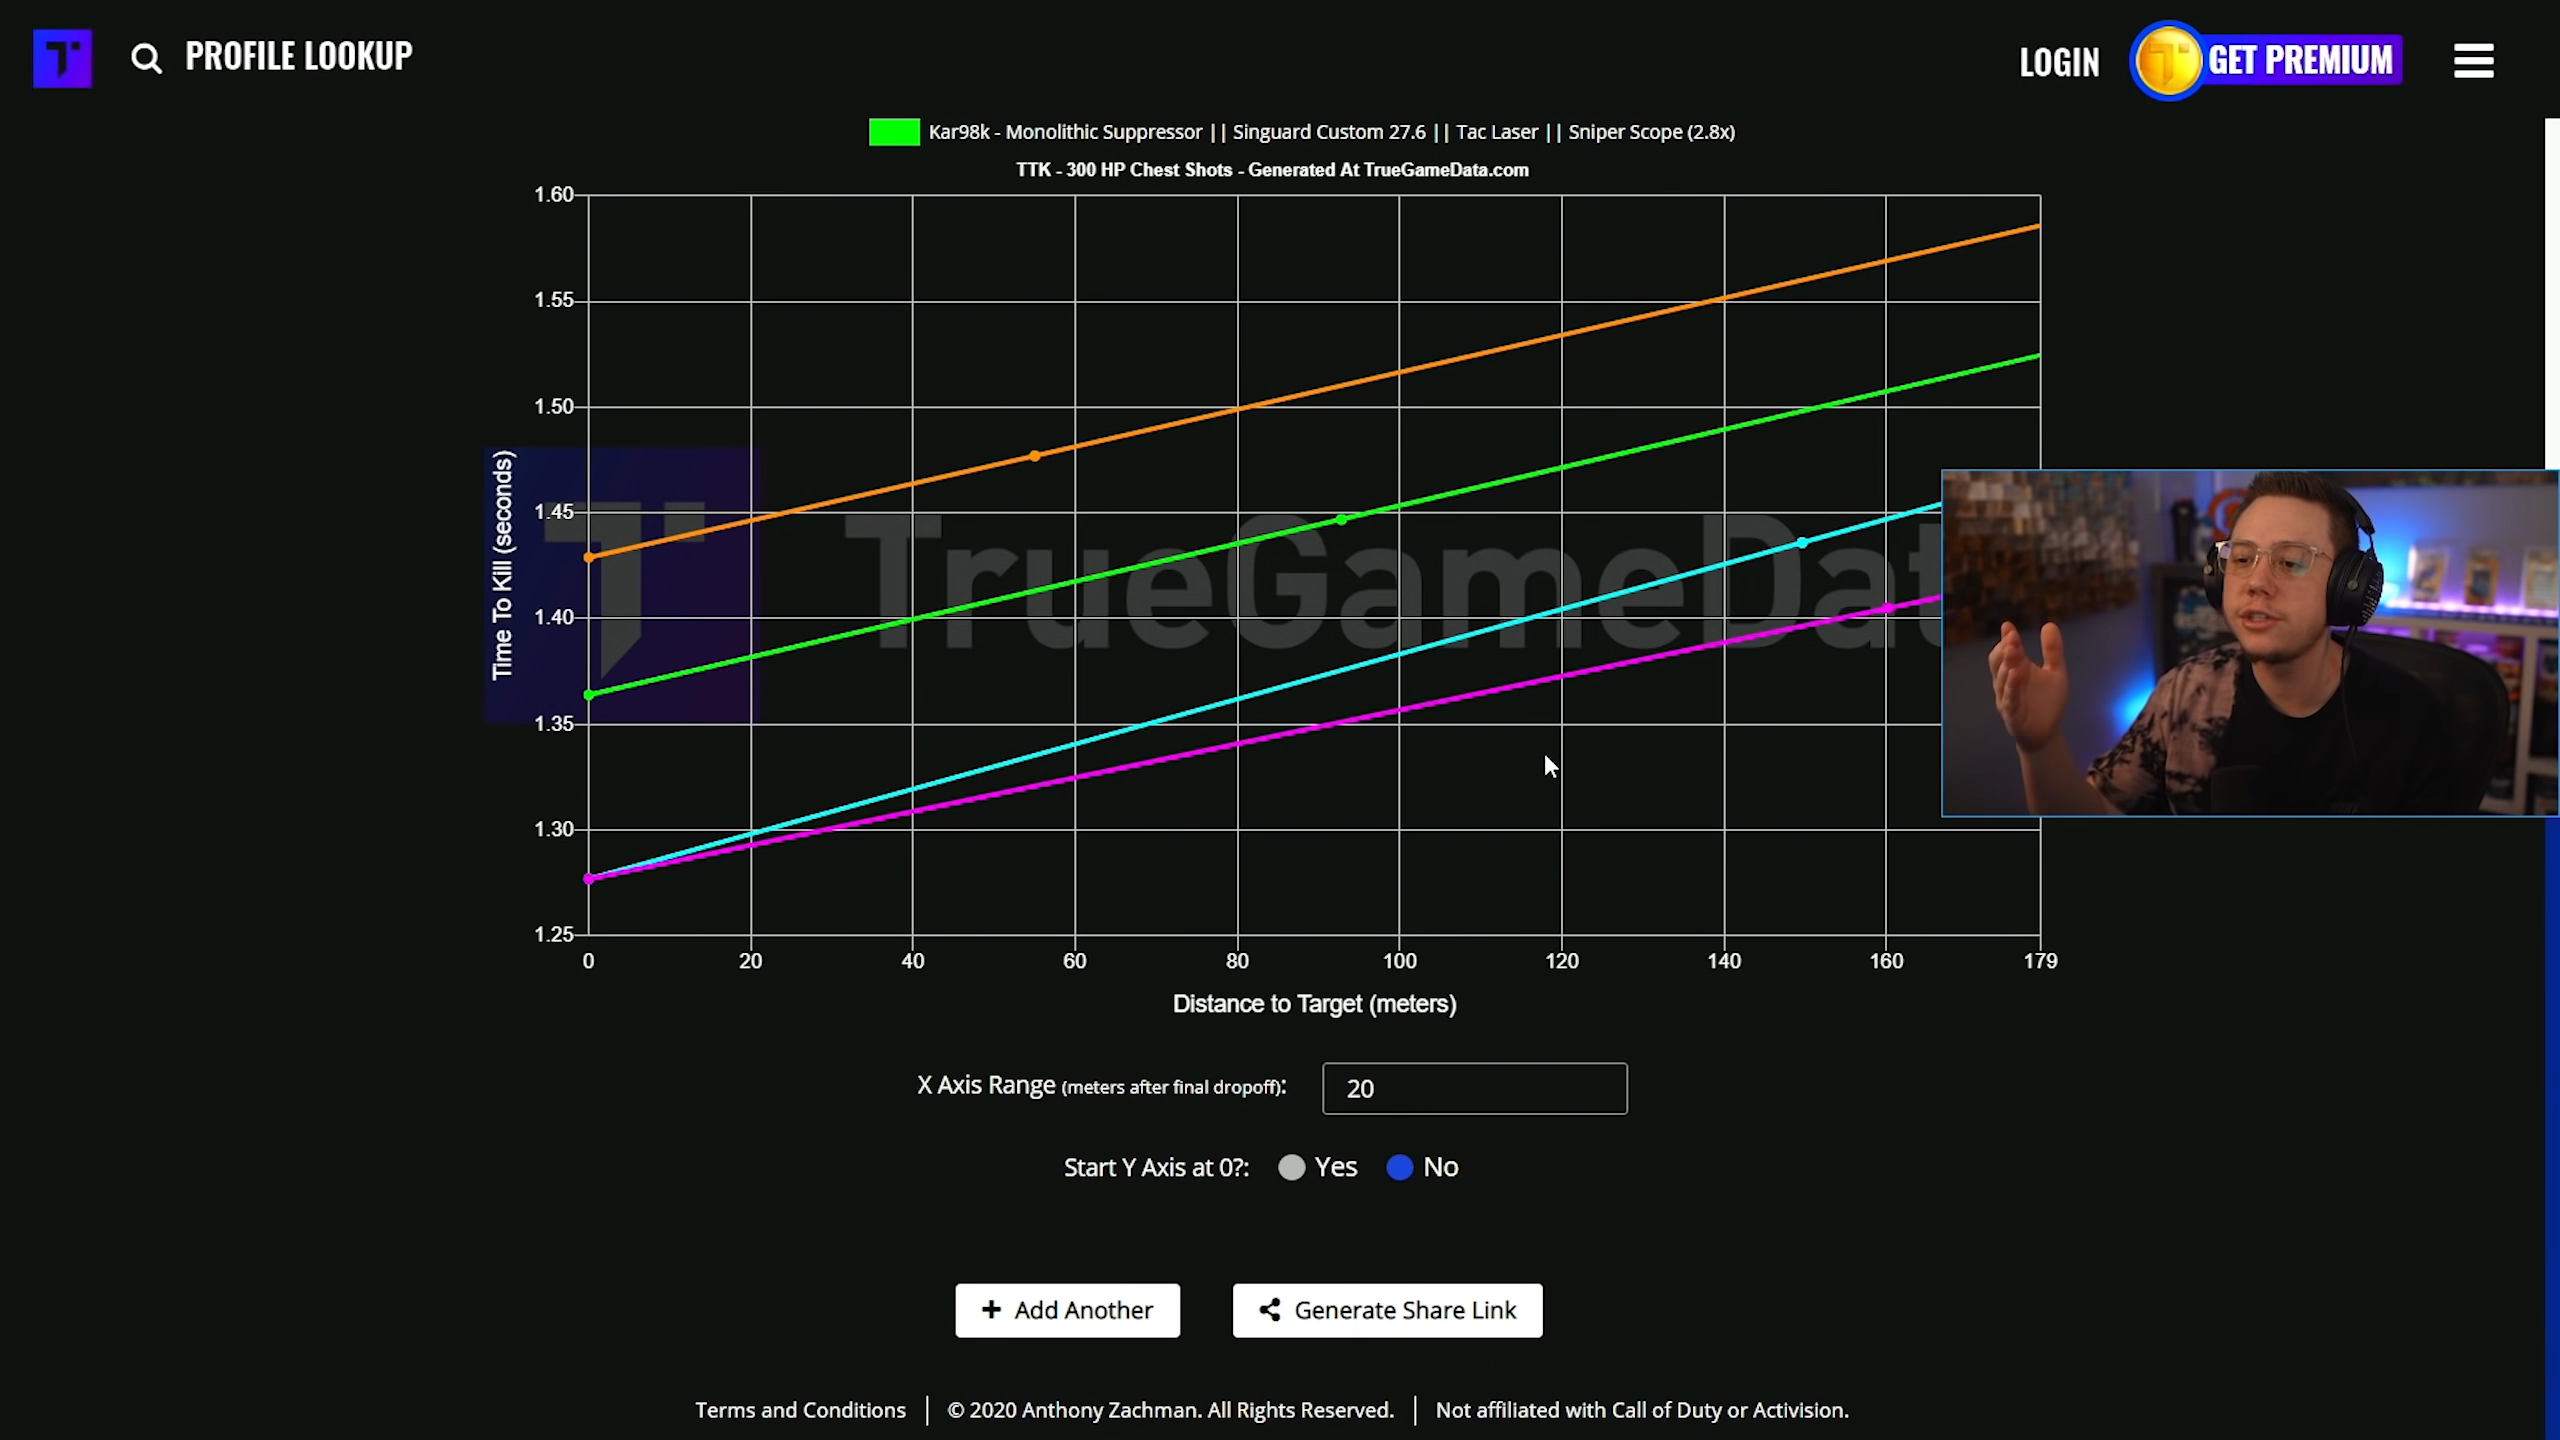 PROFILE LOOKUP
LOGIN
GET PREMIUM
Kar98k - Monolithic Suppressor || Singuard Custom 27.6 || Tac Laser || Sniper Scope (2.8x)
TTK - 300 HP Chest Shots - Generated At TrueGameData.com
1.60
1.55
1.50
1.45
1.40
1.35
1.30
1.25
Time To Kill (seconds)
TrueGameDat
0 20 40 60 80 100 120 140 160 179
Distance to Target (meters)
X Axis Range (meters after final dropoff): 20
Start Y Axis at 0?: Yes No
+ Add Another
Generate Share Link
Terms and Conditions | © 2020 Anthony Zachman. All Rights Reserved. | Not affiliated with Call of Duty or Activision.